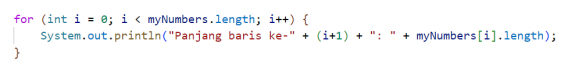 for (int i = 0; i < myNumbers.length; i++) {
    System.out.println("Panjang baris ke-" + (i+1) + ": " + myNumbers[i].length);
}